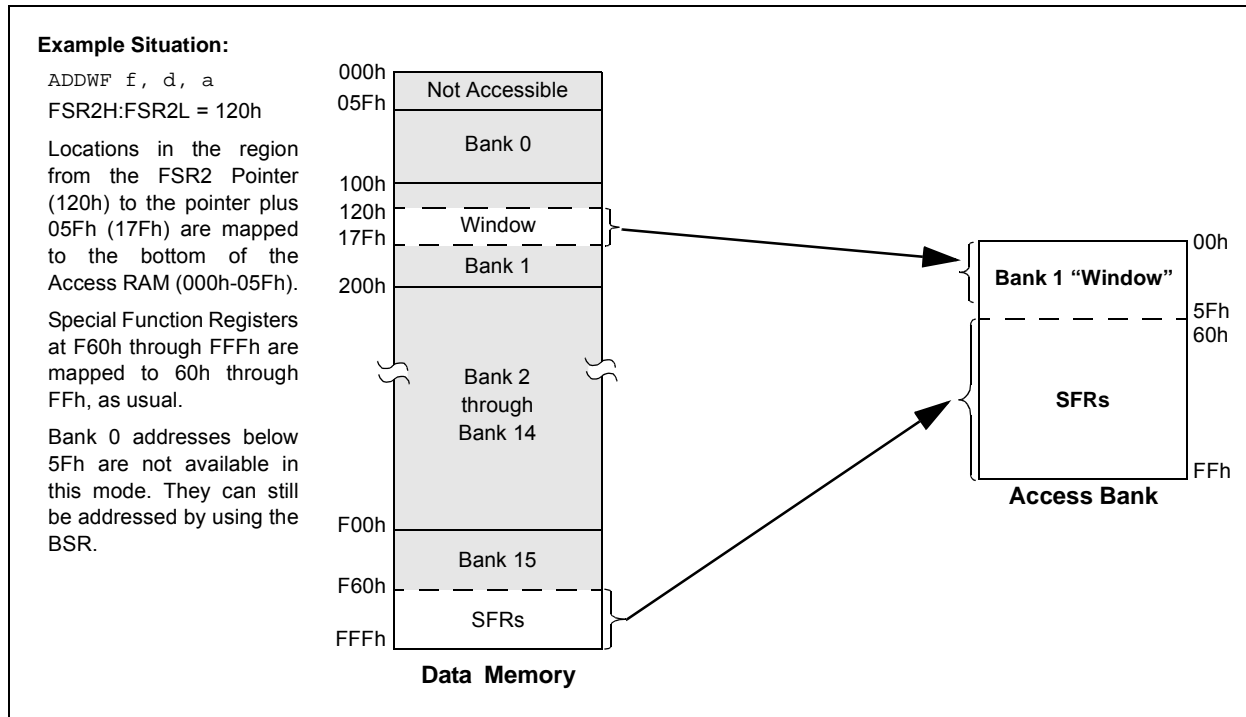 Example Situation:
ADDWF f, d, a
FSR2H:FSR2L = 120h
Locations in the region
from the FSR2 Pointer
(120h) to the pointer plus
05Fh (17Fh) are mapped
to the bottom of the
Access RAM (000h-05Fh).
Special Function Registers
at F60h through FFFh are
mapped to 60h through
FFh, as usual.
Bank 0 addresses below
5Fh are not available in
this mode. They can still
be addressed by using the
BSR.
000h
Not Accessible
05Fh
Bank 0
100h
120h
Window
17Fh
Bank 1
200h
Bank 2
through
Bank 14
F00h
Bank 15
F60h
SFRs
FFFh
Data Memory
00h
Bank 1 “Window”
5Fh
60h
SFRs
FFh
Access Bank